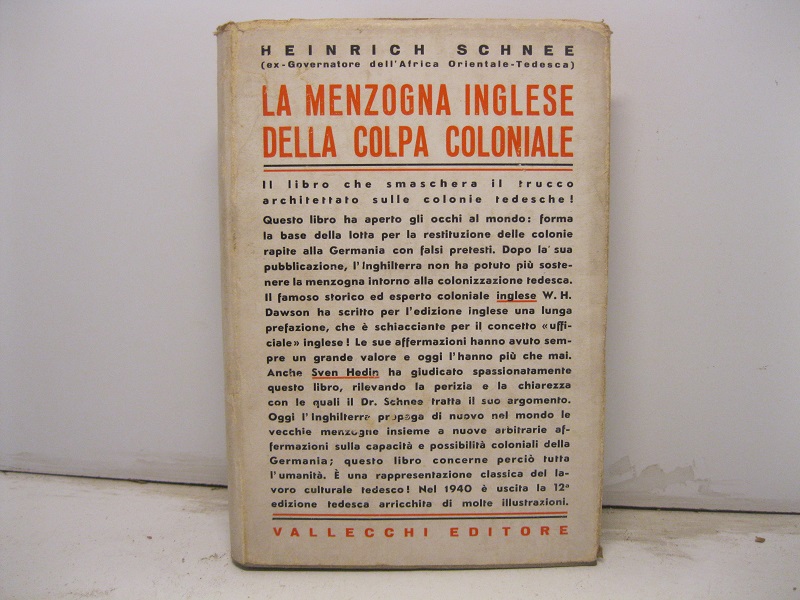 HEINRICH SCHNEE
(ex-Governatore dell'Africa Orientale-Tedesca)
LA MENZOGNA INGLESE
DELLA COLPA COLONIALE
Il libro che smaschera il trucco
architettato sulle colonie tedesche!
Questo libro ha aperto gli occhi al mondo: forma
la base della lotta per la restituzione delle colonie
rapite alla Germania con falsi pretesti. Dopo la sua
pubblicazione, l'Inghilterra non ha potuto più soste-
nere la menzogna intorno alla colonizzazione tedesca.
Il famoso storico ed esperto coloniale inglese W. H.
Dawson ha scritto per l'edizione inglese una lunga
prefazione, che è schiacciante per il concetto «uffi-
ciale» inglese! Le sue affermazioni hanno avuto sem-
pre un grande valore e oggi l'hanno più che mai.
Anche Sven Hedin ha giudicato spassionatamente
questo libro, rilevando la perizia e la chiarezza
con le quali il Dr. Schnee tratta il suo argomento.
Oggi l'Inghilterra propaga di nuovo nel mondo le
vecchie menzogne insieme a nuove arbitrarie af-
fermazioni sulla capacità e possibilità coloniali della
Germania; questo libro concerne perciò tutta
l'umanità. È una rappresentazione classica del la-
voro culturale tedesco! Nel 1940 è uscita la 12ª
edizione tedesca arricchita di molte illustrazioni.
VALLECCHI EDITORE